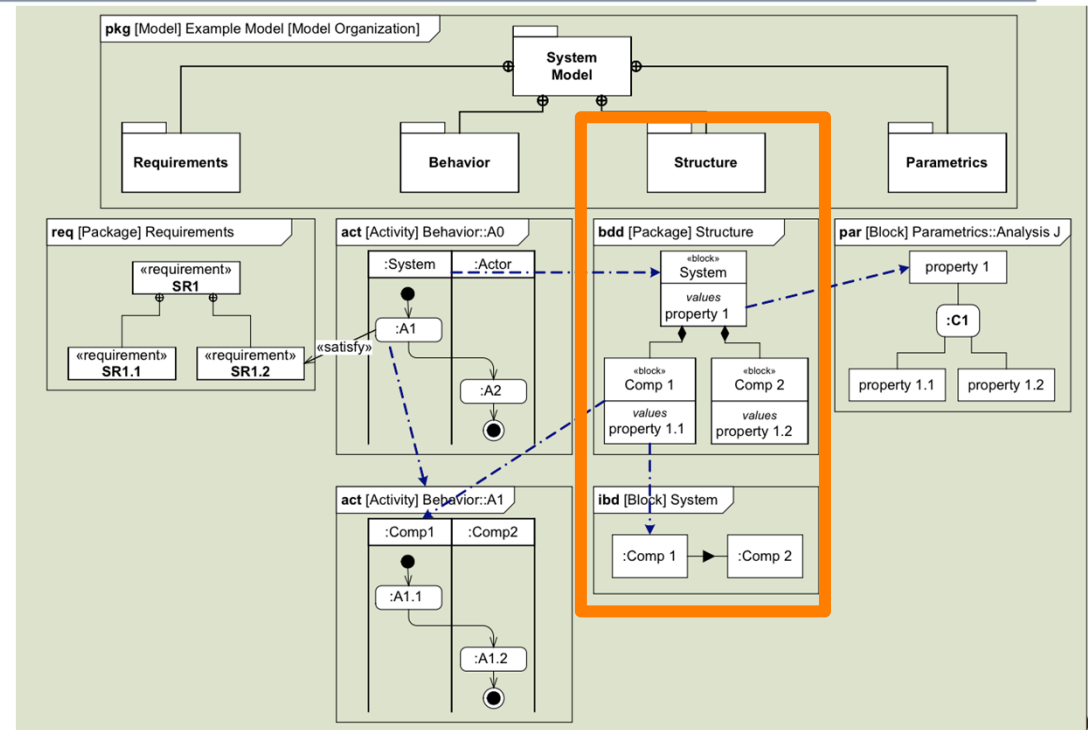 pkg [Model] Example Model [Model Organization]
System
Model
Requirements
Behavior
Structure
Parametrics
req [Package] Requirements
«requirement»
SR1
«requirement»
SR1.1
«requirement»
SR1.2
«satisfy»
act [Activity] Behavior::A0
:System
:Actor
:A1
:A2
bdd [Package] Structure
«block»
System
values
property 1
«block»
Comp 1
values
property 1.1
«block»
Comp 2
values
property 1.2
par [Block] Parametrics::Analysis J
property 1
:C1
property 1.1
property 1.2
act [Activity] Behavior::A1
:Comp1
:Comp2
:A1.1
:A1.2
ibd [Block] System
:Comp 1
:Comp 2